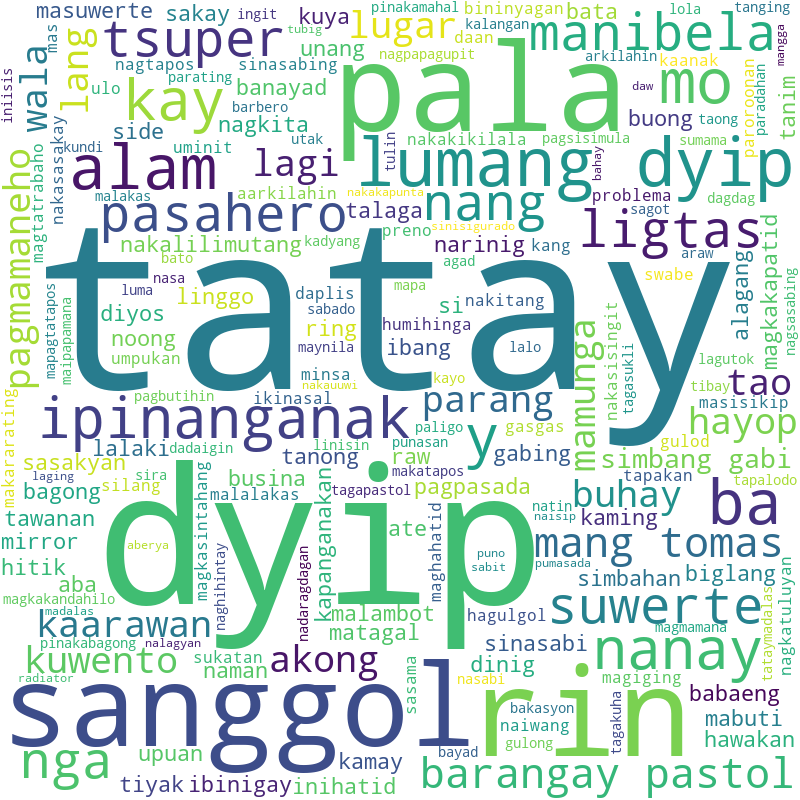 tatay
dyip
sanggol
rin
pala
lumang
dyip
mo
manibela
tsuper
kay
lugar
alam
lagi
nang
pasahero
ligtas
ipinanganak
parang
y
tao
hayop
ba
suwerte
mang tomas
buhay
nanay
barangay pastol
nga
kuwento
akong
kaarawan
pagmamaneho
lang
wala
mamunga
simbang gabi
masuwerte
sakay
ingit
kuya
pinakamahal
bininyagan
bata
lola
tanging
mas
tubig
kalangan
daan
arkilahin
mangga
nagtapos
sinasabing
unang
nagpapagupit
kaanak
iniisis
parating
ulo
banayad
daw
buong
taong
tanim
paroroonan
paradahan
barbero
side
nagkita
utak
tulin
nakakikilala
pagsisimula
bahay
sumama
kundi
uminit
nakasasakay
magtatrabaho
malakas
aarkilahin
talaga
nakakapunta
problema
sagot
dagdag
bato
kadyang
preno
sinisigurado
narinig
kang
araw
nakalilimutang
agad
nasa
linggo
daplis
mapa
si
nakitang
swabe
alagang
magkakapatid
nagsasabing
luma
sabado
diyos
ring
humihinga
maynila
ibang
lalo
nakasisingit
tagasukli
lagutok
noong
umpukan
minsa
nakauuwi
kayo
tibay
mapagtatapos
maipapamana
pagbutihin
ikinasal
masisikip
makararating
lalaki
dadaigin
linisin
paligo
gasgas
punasan
gabing
gulod
sasakyan
laging
sira
tanong
raw
makatapos
tapakan
tapalodo
bagong
silang
malalakas
busina
tagapastol
pagpasada
natin
naisip
kaming
tawanan
magkasintahang
kapanganakan
ate
maghahatid
mirror
aberya
puno
sabit
pumasada
simbahan
biglang
hitik
aba
naghihintay
nadaragdagan
malambot
hagulgol
magkakandahilo
madalas
matagal
magmamana
tataymadalas
nagkatuluyan
pinakabagong
nalagyan
sinasabi
sukatan
naman
dinig
magiging
babaeng
radiator
sasama
nasabi
bakasyon
naiwang
tagakuha
mabuti
upuan
kamay
bayad
gulong
hawakan
tiyak
ibinigay
inihatid